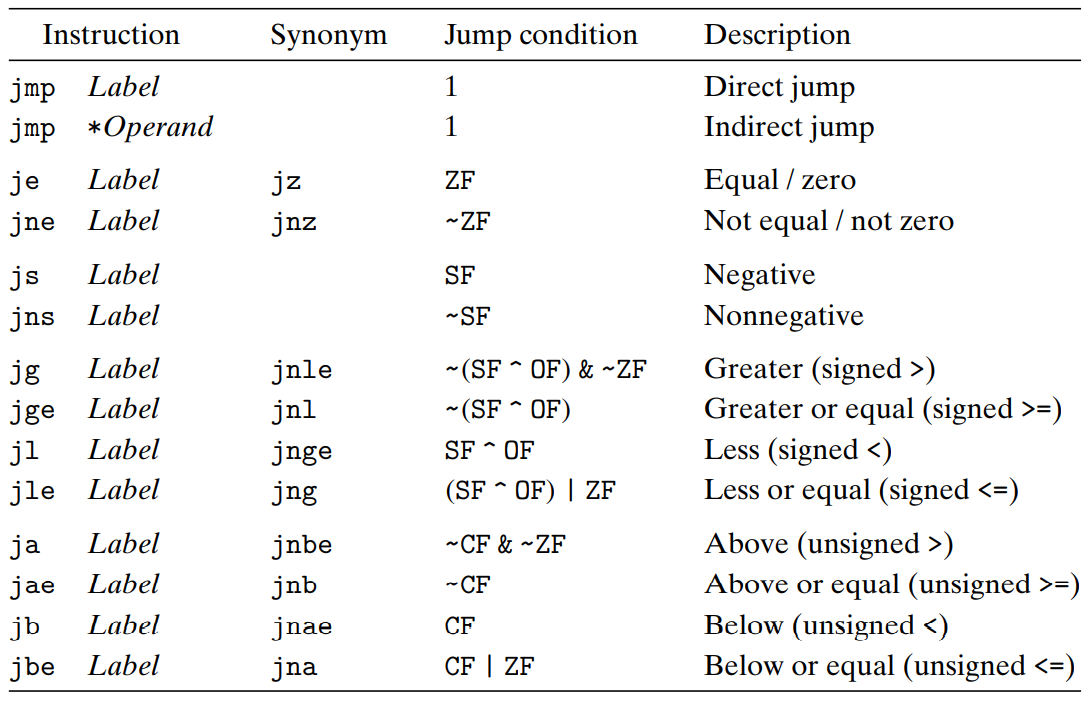 Instruction Synonym Jump condition Description
jmp Label 1 Direct jump
jmp *Operand 1 Indirect jump
je Label jz ZF Equal / zero
jne Label jnz ~ZF Not equal / not zero
js Label SF Negative
jns Label ~SF Nonnegative
jg Label jnle ~(SF ^ OF) & ~ZF Greater (signed >)
jge Label jnl ~(SF ^ OF) Greater or equal (signed >=)
jl Label jnge SF ^ OF Less (signed <)
jle Label jng (SF ^ OF) | ZF Less or equal (signed <=)
ja Label jnbe ~CF & ~ZF Above (unsigned >)
jae Label jnb ~CF Above or equal (unsigned >=)
jb Label jnae CF Below (unsigned <)
jbe Label jna CF | ZF Below or equal (unsigned <=)